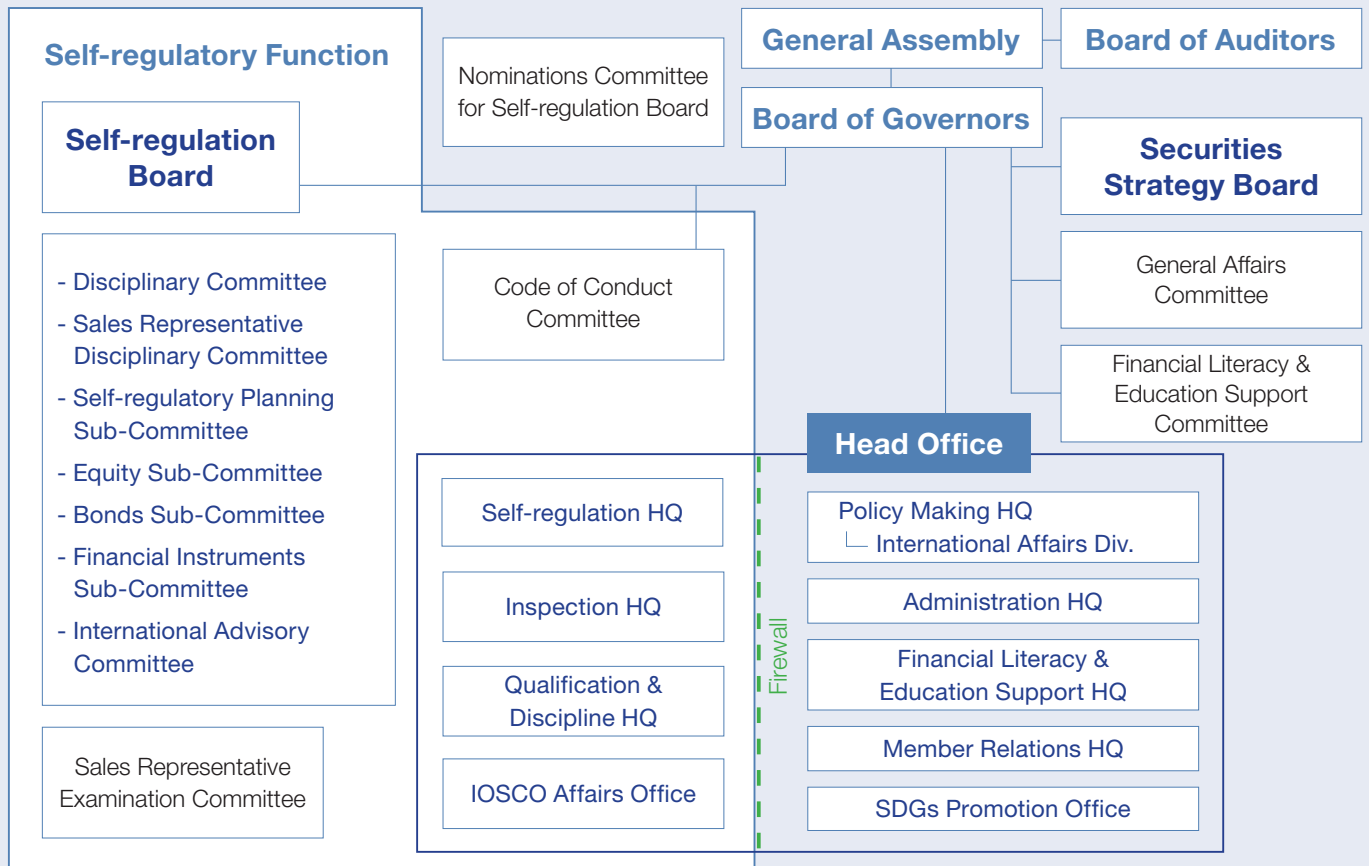 Self-regulatory Function
Self-regulation
Board
- Disciplinary Committee
- Sales Representative
Disciplinary Committee
- Self-regulatory Planning
Sub-Committee
- Equity Sub-Committee
- Bonds Sub-Committee
- Financial Instruments
Sub-Committee
- International Advisory
Committee
Sales Representative
Examination Committee
Nominations Committee
for Self-regulation Board
Code of Conduct
Committee
General Assembly
Board of Auditors
Board of Governors
Securities
Strategy Board
General Affairs
Committee
Financial Literacy &
Education Support
Committee
Head Office
Self-regulation HQ
Inspection HQ
Qualification &
Discipline HQ
IOSCO Affairs Office
Firewall
Policy Making HQ
International Affairs Div.
Administration HQ
Financial Literacy &
Education Support HQ
Member Relations HQ
SDGs Promotion Office